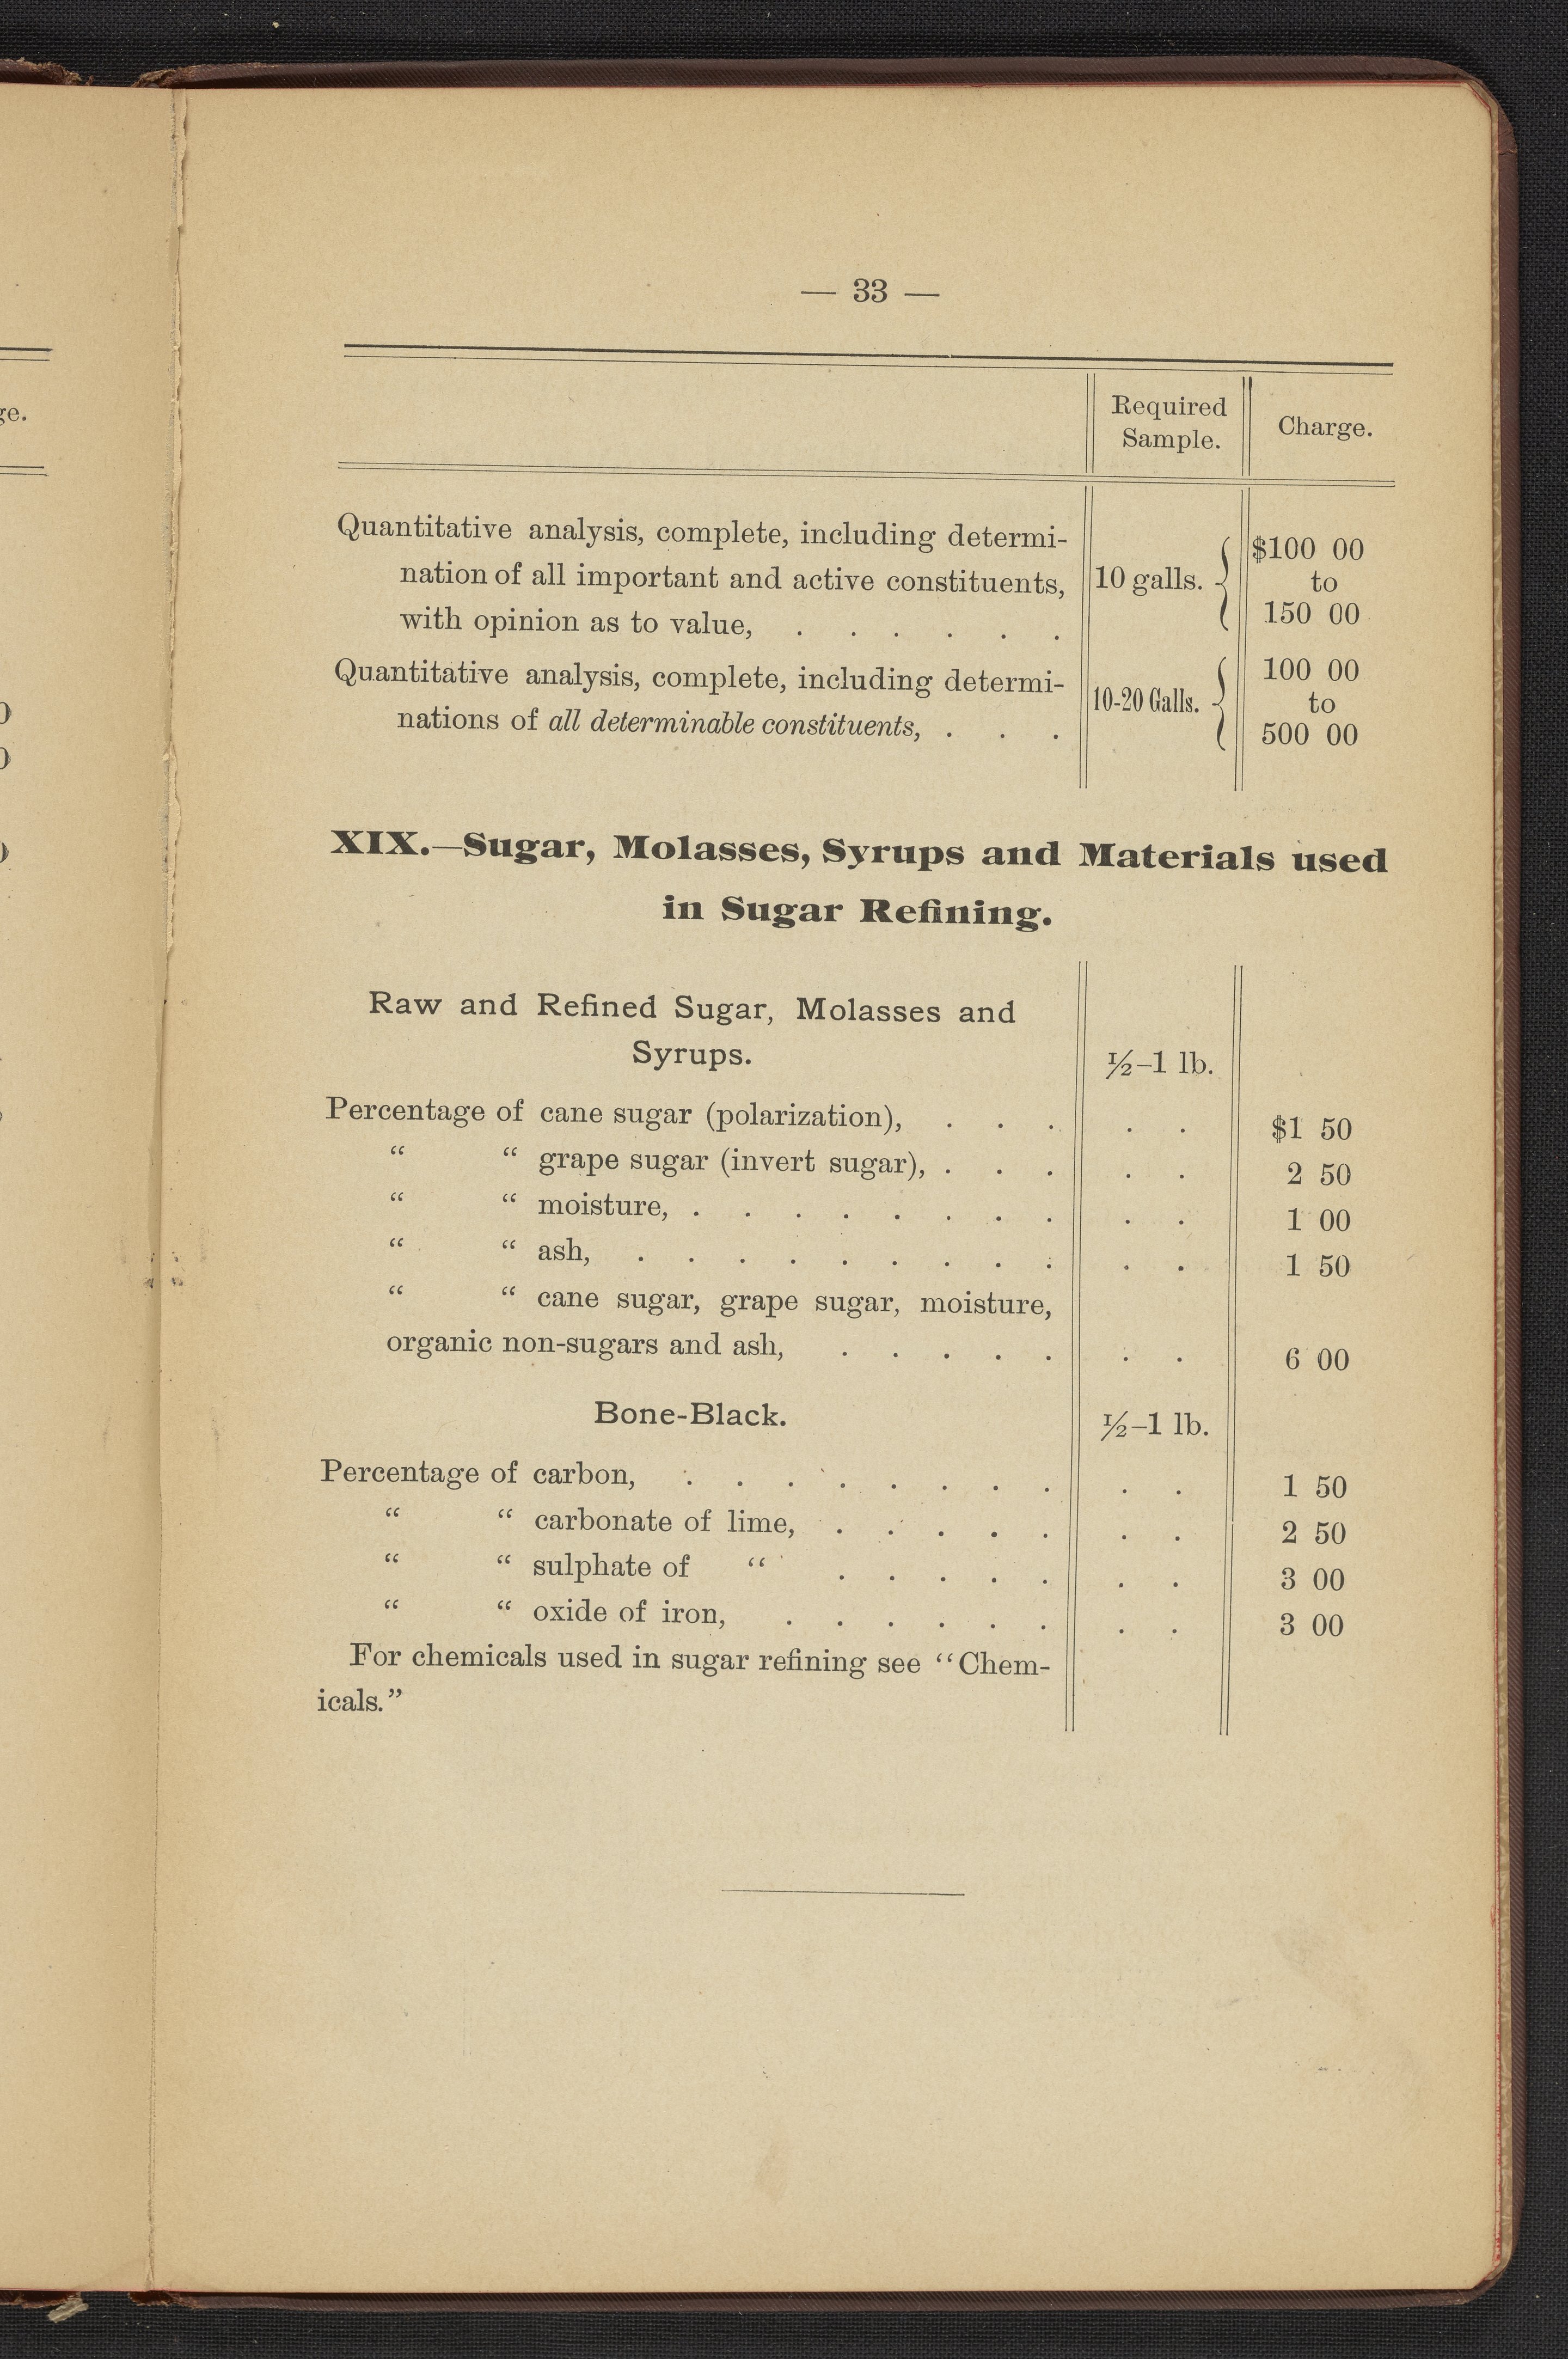 — 33 —
Required Sample. Charge.
Quantitative analysis, complete, including determi-
nation of all important and active constituents,
with opinion as to value, . . . . . . 10 galls. { $100 00 to 150 00
Quantitative analysis, complete, including determi-
nations of all determinable constituents, . . . 10-20 Galls. { 100 00 to 500 00
XIX.—Sugar, Molasses, Syrups and Materials used
in Sugar Refining.
Raw and Refined Sugar, Molasses and
Syrups. ½–1 lb.
Percentage of cane sugar (polarization), . . . . . $1 50
“ “ grape sugar (invert sugar), . . . . . 2 50
“ “ moisture, . . . . . . . . . . 1 00
“ “ ash, . . . . . . . . . . . 1 50
“ “ cane sugar, grape sugar, moisture,
organic non-sugars and ash, . . . . . . . 6 00
Bone-Black. ½–1 lb.
Percentage of carbon, . . . . . . . . . . 1 50
“ “ carbonate of lime, . . . . . . . 2 50
“ “ sulphate of “ . . . . . . . 3 00
“ “ oxide of iron, . . . . . . . . 3 00
For chemicals used in sugar refining see “Chem-
icals.”
ge.